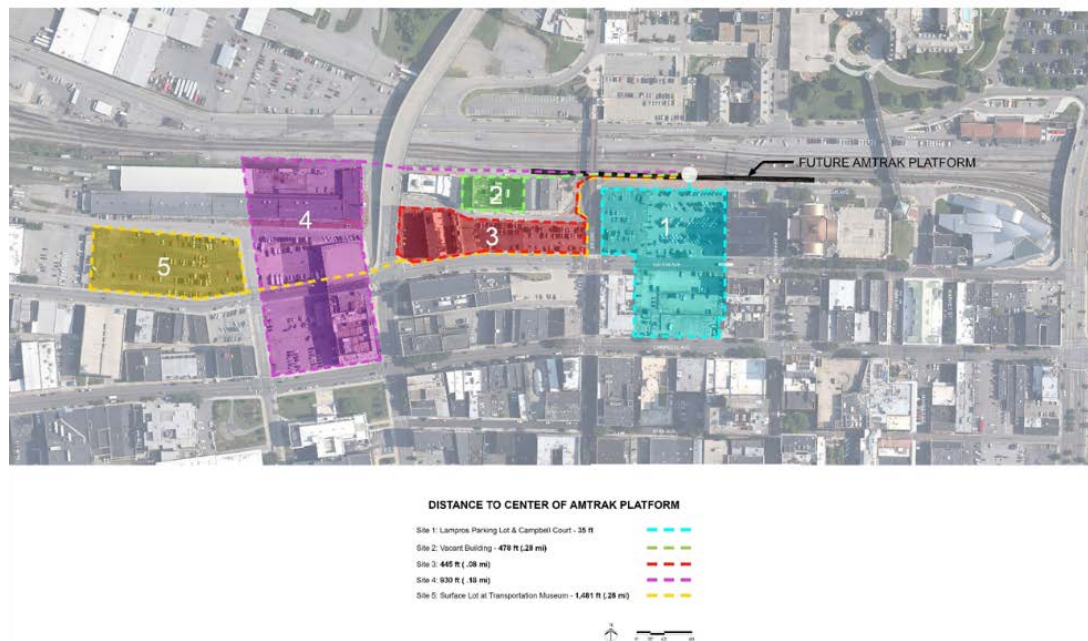 FUTURE AMTRAK PLATFORM
1
2
3
4
5
DISTANCE TO CENTER OF AMTRAK PLATFORM
Site 1: Lampros Parking Lot & Campbell Court - 35 ft
Site 2: Vacant Building - 478 ft (.28 mi)
Site 3: 445 ft ( .08 mi)
Site 4: 930 ft ( .18 mi)
Site 5: Surface Lot at Transportation Museum - 1,481 ft (.28 mi)